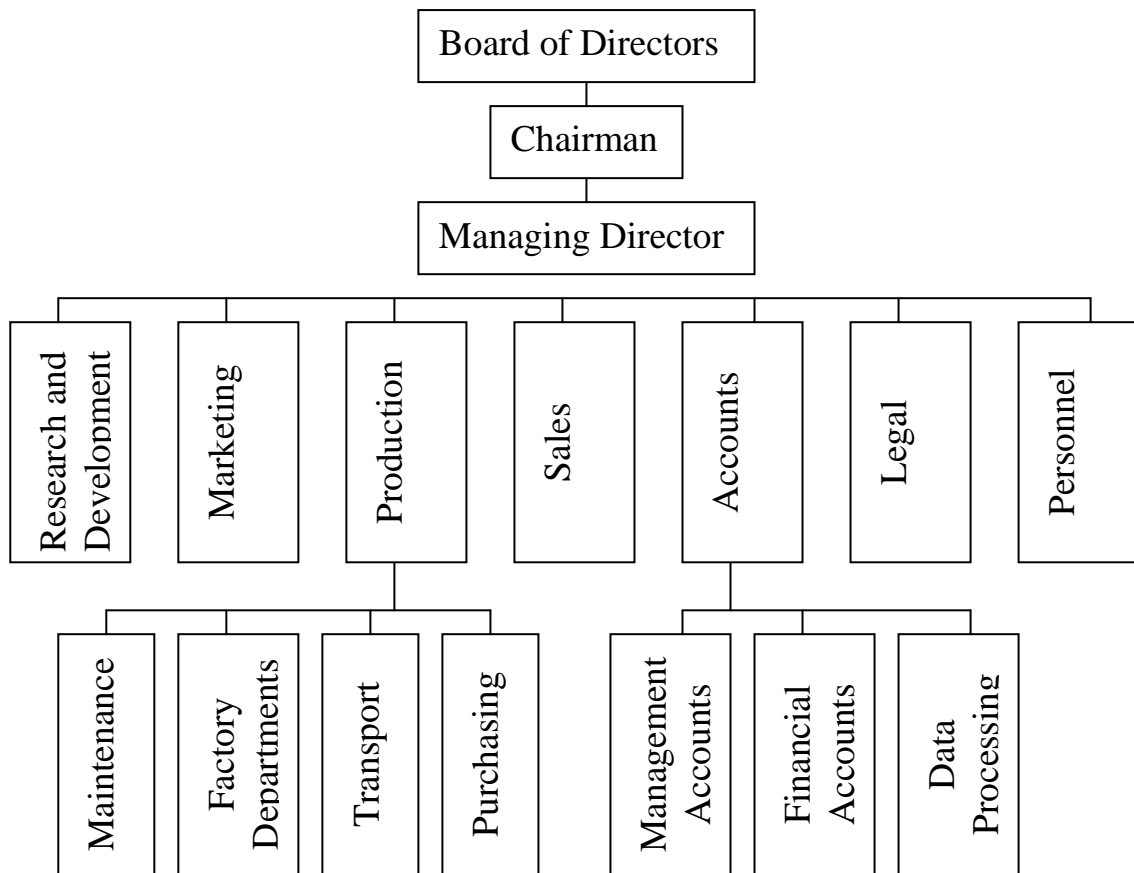 Board of Directors
Chairman
Managing Director
Research and
Development
Marketing
Production
Sales
Accounts
Legal
Personnel
Maintenance
Factory
Departments
Transport
Purchasing
Management
Accounts
Financial
Accounts
Data
Processing